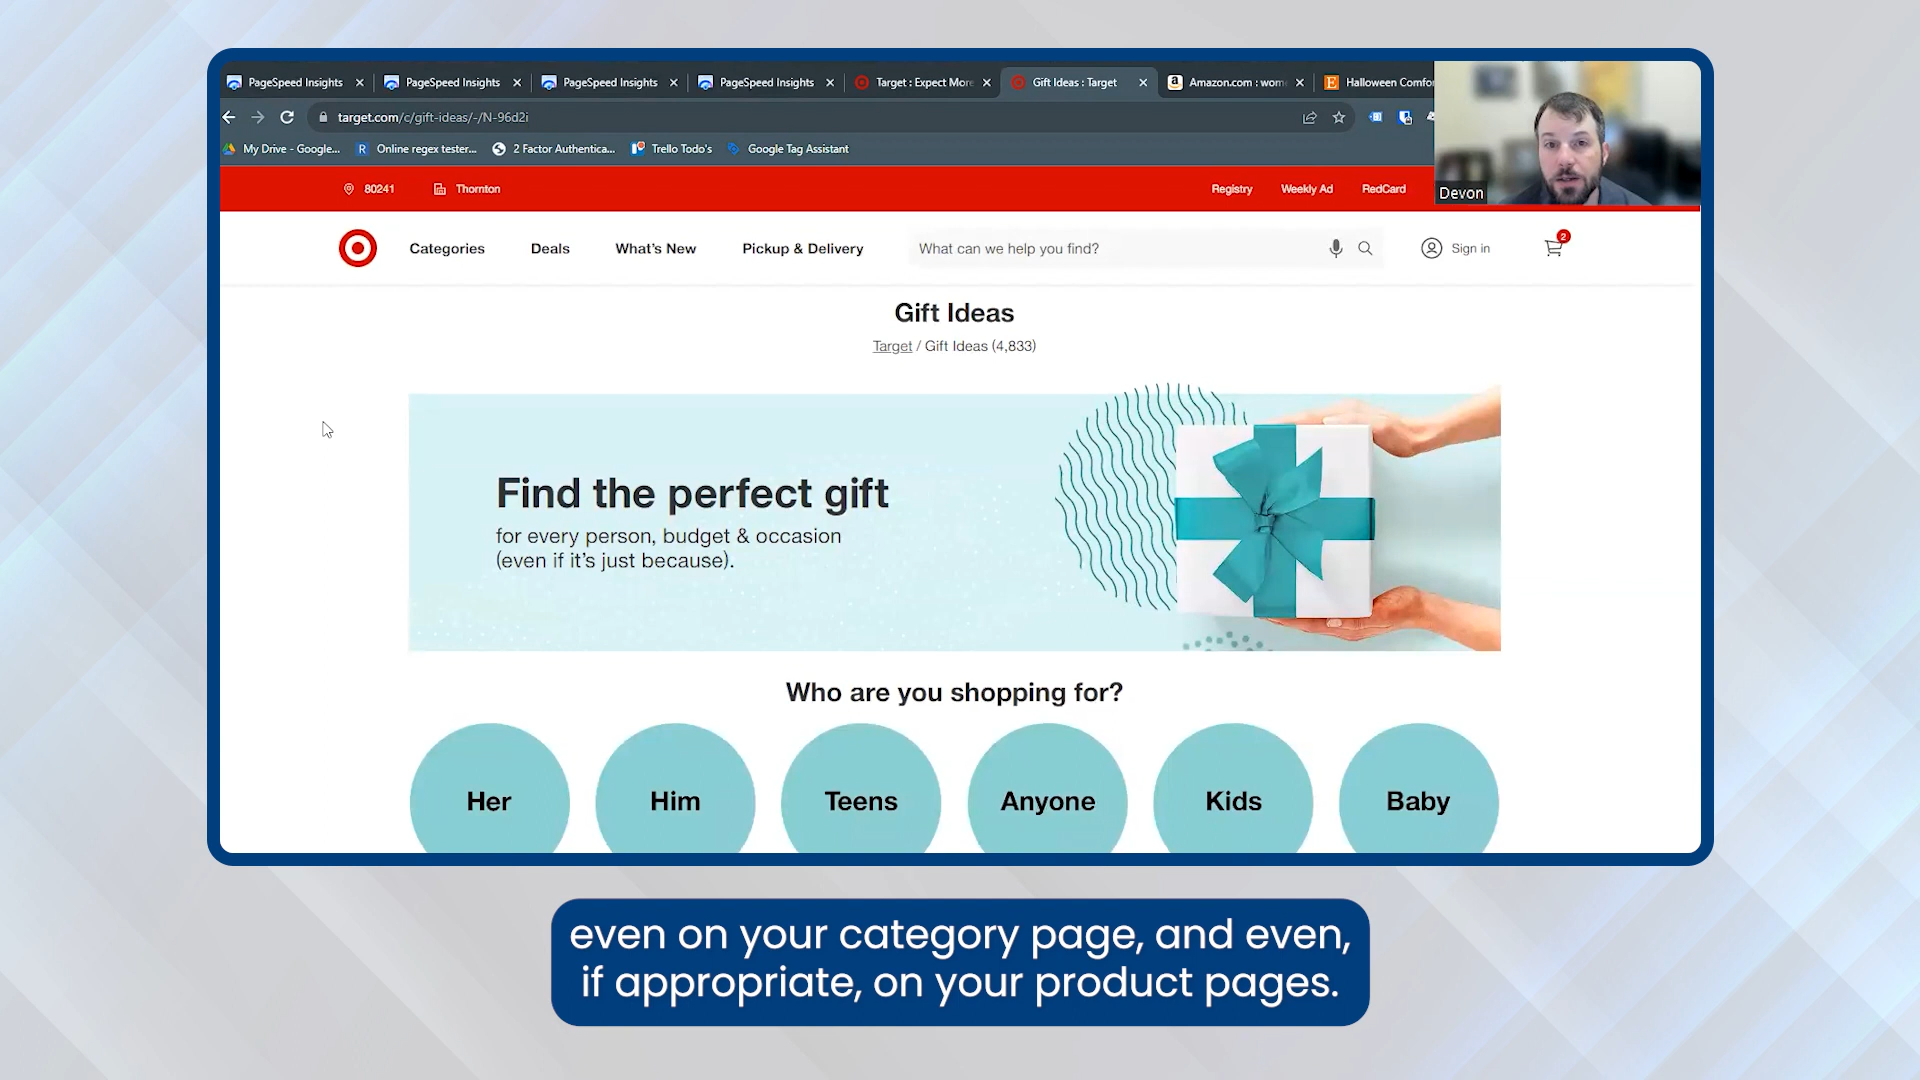 PageSpeed Insights
PageSpeed Insights
PageSpeed Insights
PageSpeed Insights
Target : Expect More
Gift Ideas : Target
Amazon.com : wom
Halloween Comfo
target.com/c/gift-ideas/-/N-96d2i
My Drive - Google...
Online regex tester...
2 Factor Authentica...
Trello Todo's
Google Tag Assistant
Devon
80241
Thornton
Registry
Weekly Ad
RedCard
Categories
Deals
What's New
Pickup & Delivery
What can we help you find?
Sign in
2
Gift Ideas
Target / Gift Ideas (4,833)
Find the perfect gift
for every person, budget & occasion
(even if it's just because).
Who are you shopping for?
Her
Him
Teens
Anyone
Kids
Baby
even on your category page, and even,
if appropriate, on your product pages.